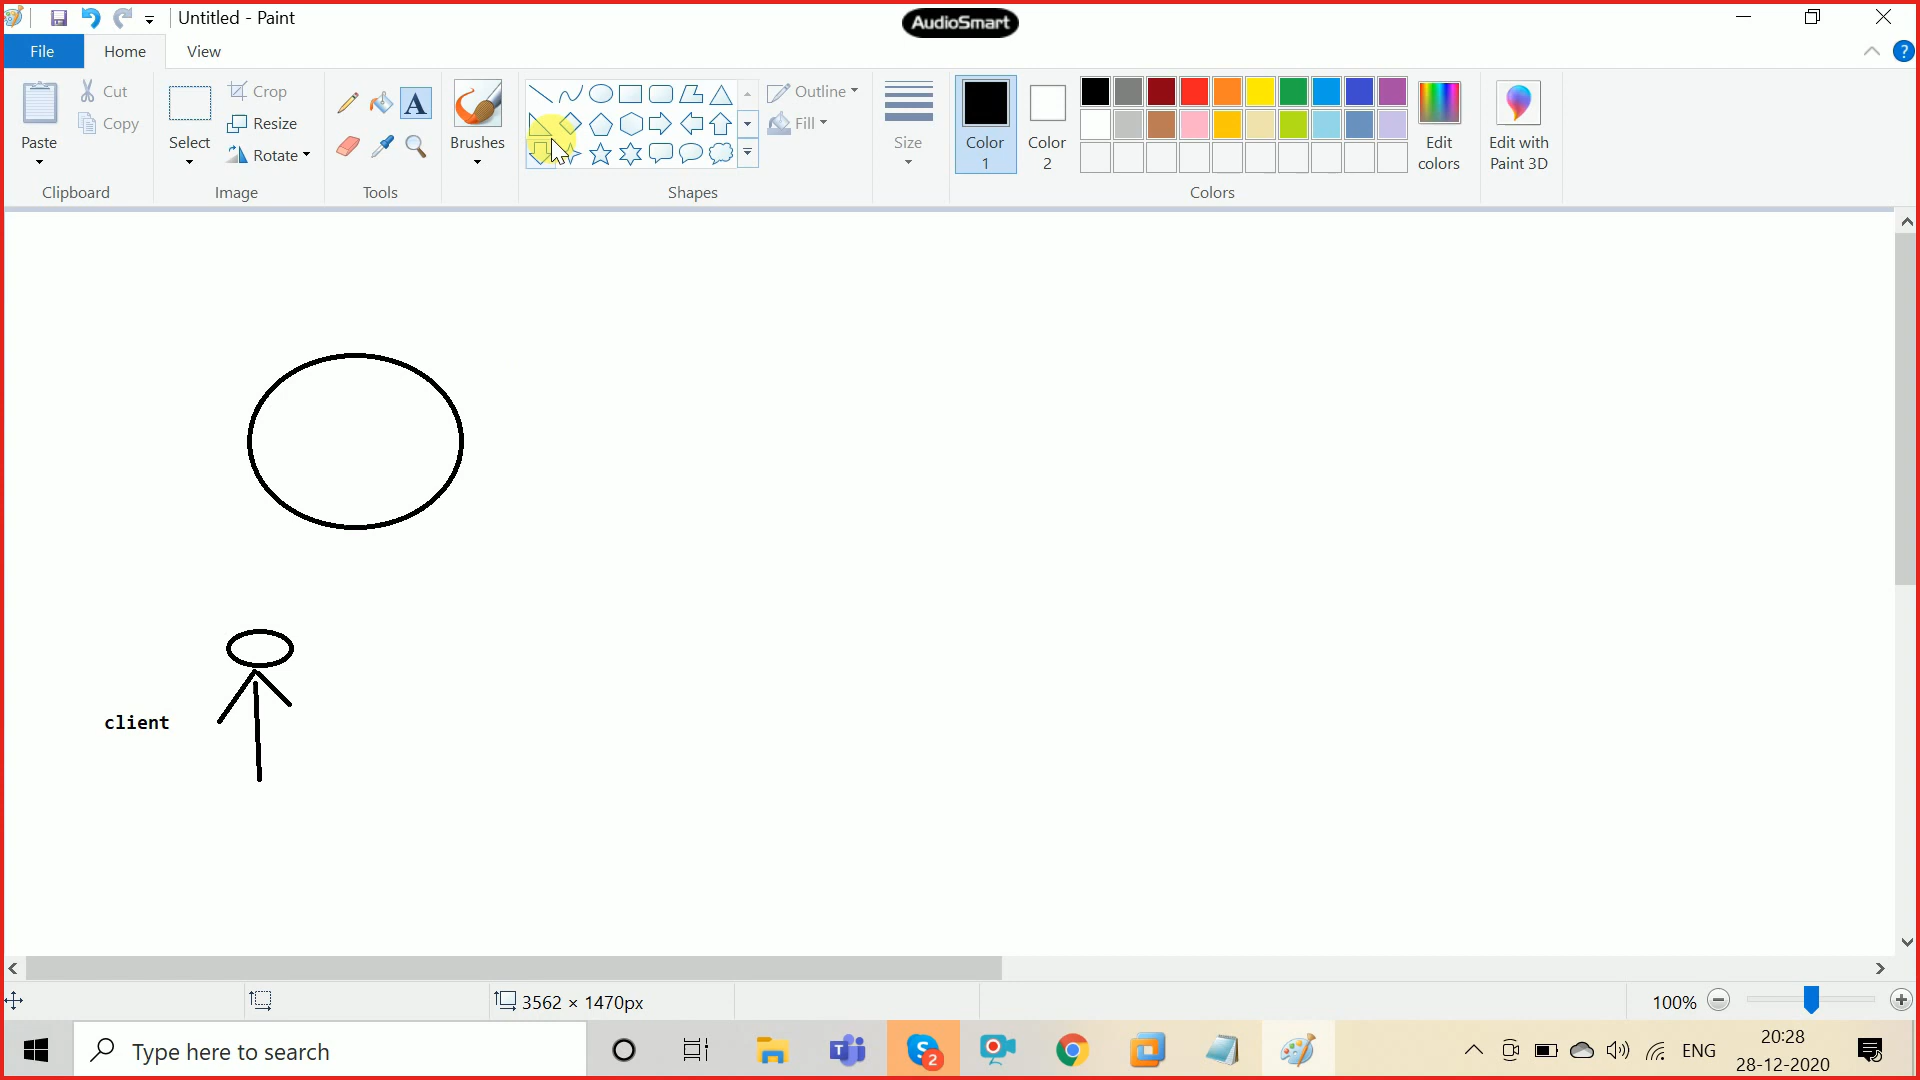 Untitled - Paint
AudioSmart
File
Home
View
?
Paste
Cut
Copy
Clipboard
Select
Crop
Resize
Rotate
Image
A
Tools
Brushes
Shapes
Outline
Fill
Size
Color
1
Color
2
Colors
Edit
colors
Edit with
Paint 3D
client
3562 × 1470px
100%
Type here to search
T
S
2
ENG
20:28
28-12-2020